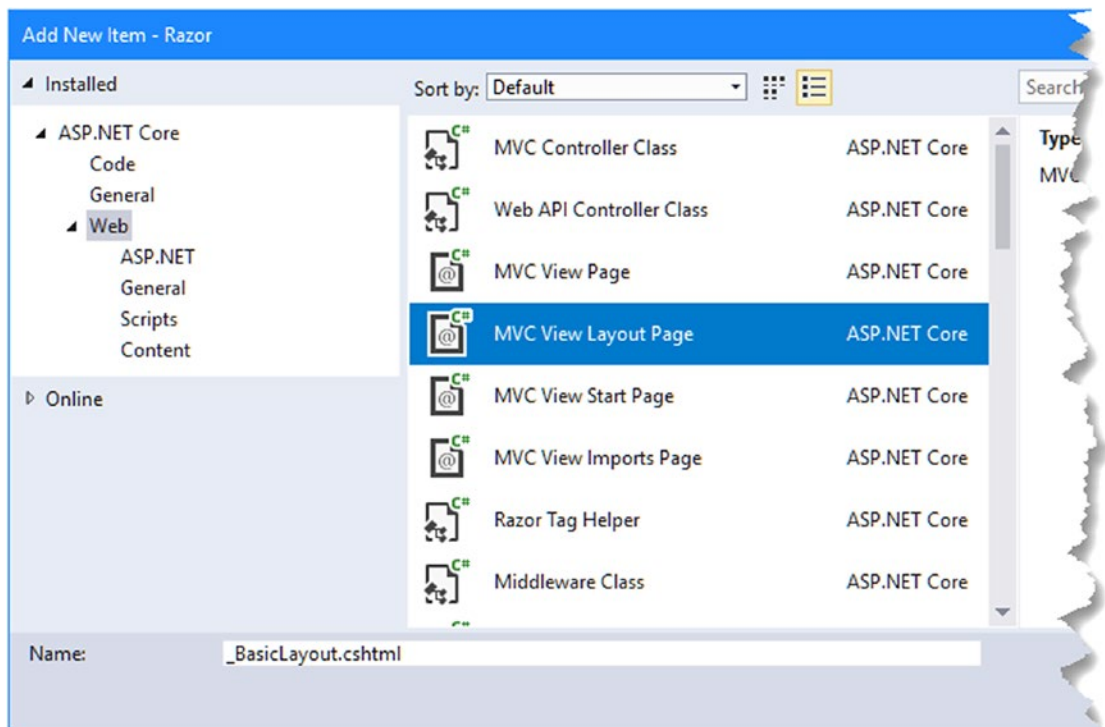 Add New Item - Razor
Installed
ASP.NET Core
Code
General
Web
ASP.NET
General
Scripts
Content
Online
Sort by: Default
Search
C# MVC Controller Class ASP.NET Core
C# Web API Controller Class ASP.NET Core
@ C# MVC View Page ASP.NET Core
@ C# MVC View Layout Page ASP.NET Core
@ C# MVC View Start Page ASP.NET Core
@ C# MVC View Imports Page ASP.NET Core
C# Razor Tag Helper ASP.NET Core
C# Middleware Class ASP.NET Core
Type
MVC
Name: _BasicLayout.cshtml